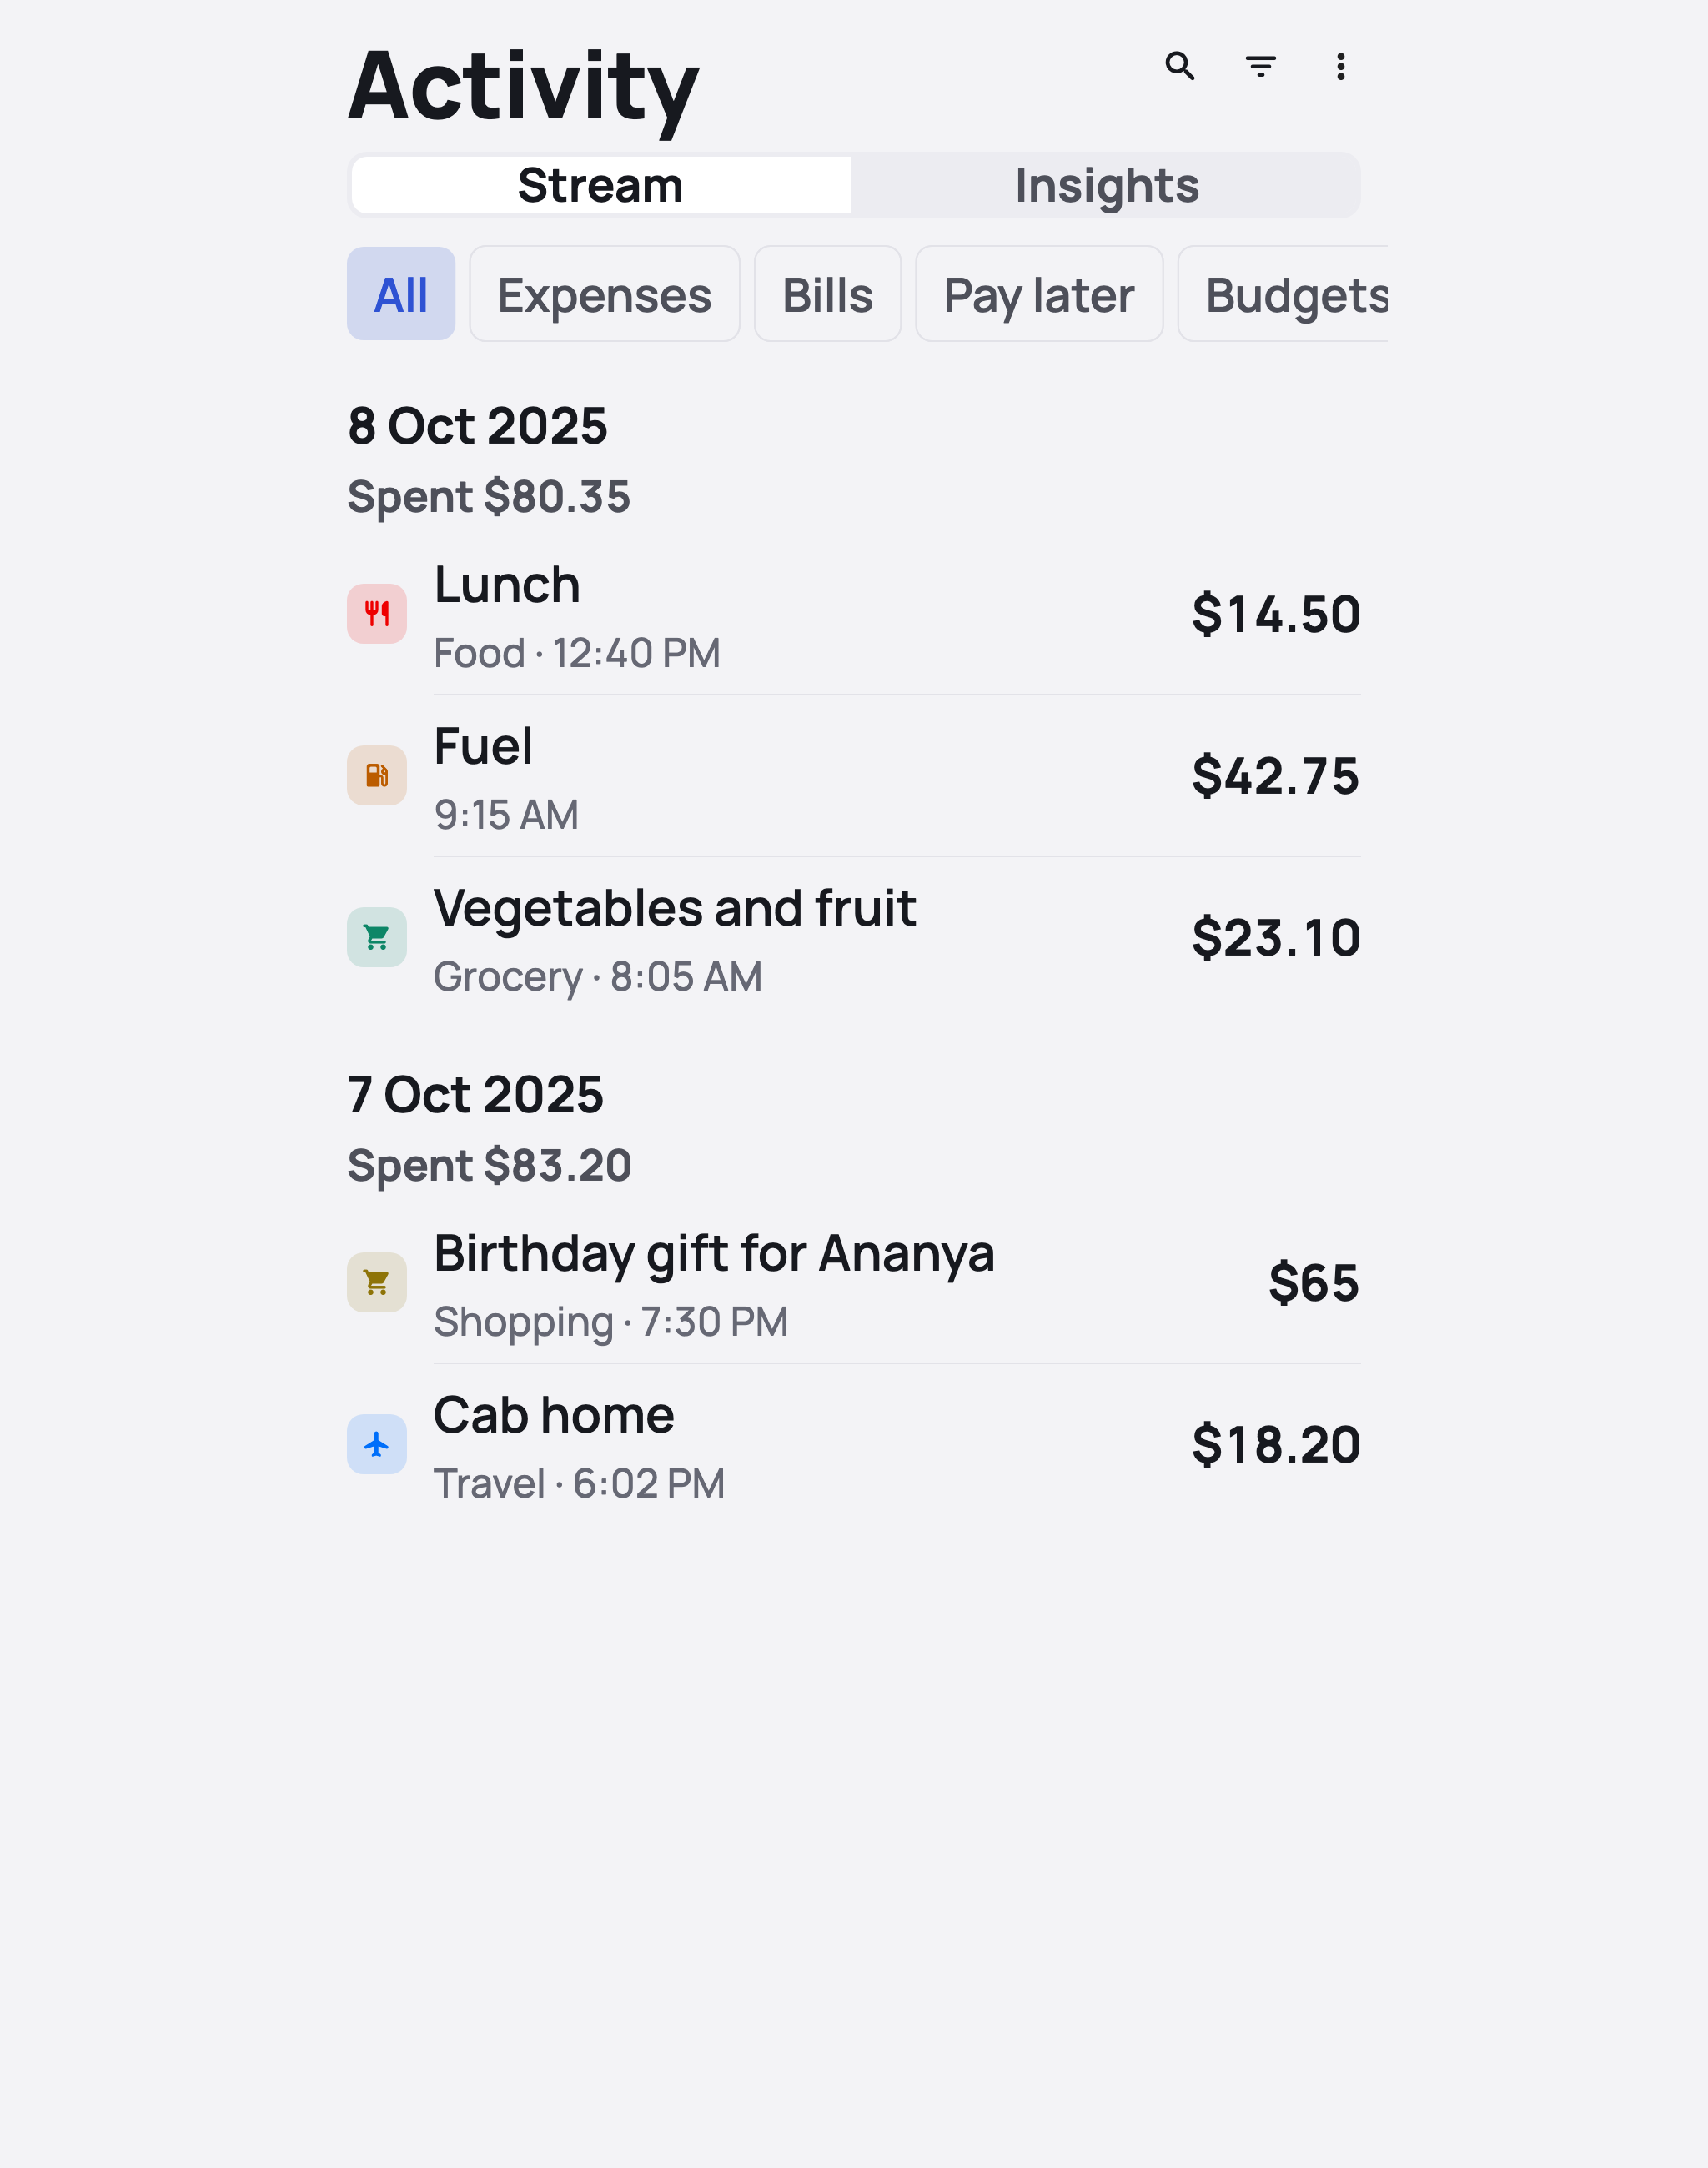 Activity
Stream Insights
All Expenses Bills Pay later Budgets
8 Oct 2025
Spent $80.35
Lunch
$14.50
Food · 12:40 PM
Fuel
$42.75
9:15 AM
Vegetables and fruit
$23.10
Grocery · 8:05 AM
7 Oct 2025
Spent $83.20
Birthday gift for Ananya
$65
Shopping · 7:30 PM
Cab home
$18.20
Travel · 6:02 PM